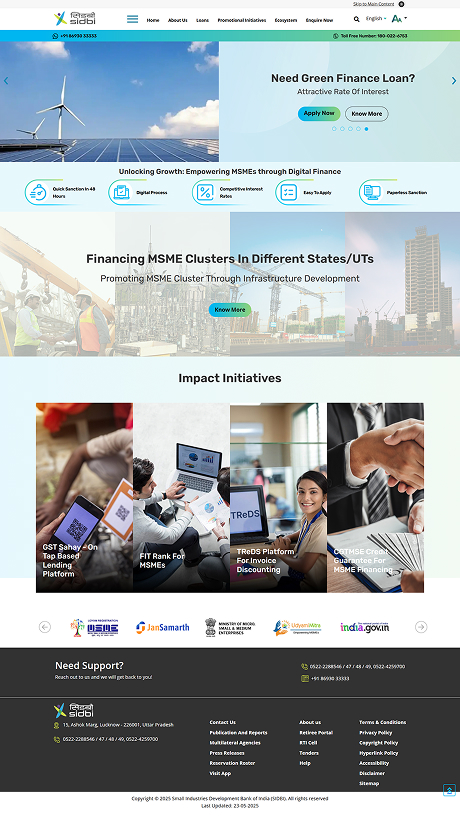 Skip to Main Content
सिडबी
sidbi
Home
About Us
Loans
Promotional Initiatives
Ecosystem
Enquire Now
English
AA
+91 86930 33333
Toll Free Number: 180-022-6753
Need Green Finance Loan?
Attractive Rate Of Interest
Apply Now
Know More
Unlocking Growth: Empowering MSMEs through Digital Finance
Quick Sanction In 48
Hours
Digital Process
Competitive Interest
Rates
Easy To Apply
Paperless Sanction
Financing MSME Clusters In Different States/UTs
Promoting MSME Cluster Through Infrastructure Development
Know More
Impact Initiatives
TReDS
GST Sahay - On
Tap Based
Lending
Platform
FIT Rank For
MSMEs
TReDS Platform
For Invoice
Discounting
CGTMSE Credit
Guarantee For
MSME Financing
UDYAM REGISTRATION
MSME
JanSamarth
MINISTRY OF MICRO,
SMALL & MEDIUM
ENTERPRISES
UdyamiMitra
Empowering MSMEs
india.gov.in
Need Support?
Reach out to us and we will get back to you!
0522-2288546 / 47 / 48 / 49, 0522-4259700
+91 86930 33333
सिडबी
sidbi
15, Ashok Marg, Lucknow - 226001, Uttar Pradesh
0522-2288546 / 47 / 48 / 49, 0522-4259700
Contact Us
Publication And Reports
Multilateral Agencies
Press Releases
Reservation Roster
Visit App
About us
Retiree Portal
RTI Cell
Tenders
Help
Terms & Conditions
Privacy Policy
Copyright Policy
Hyperlink Policy
Accessibility
Disclaimer
Sitemap
Copyright © 2025 Small Industries Development Bank of India (SIDBI). All rights reserved
Last Updated: 23-05-2025